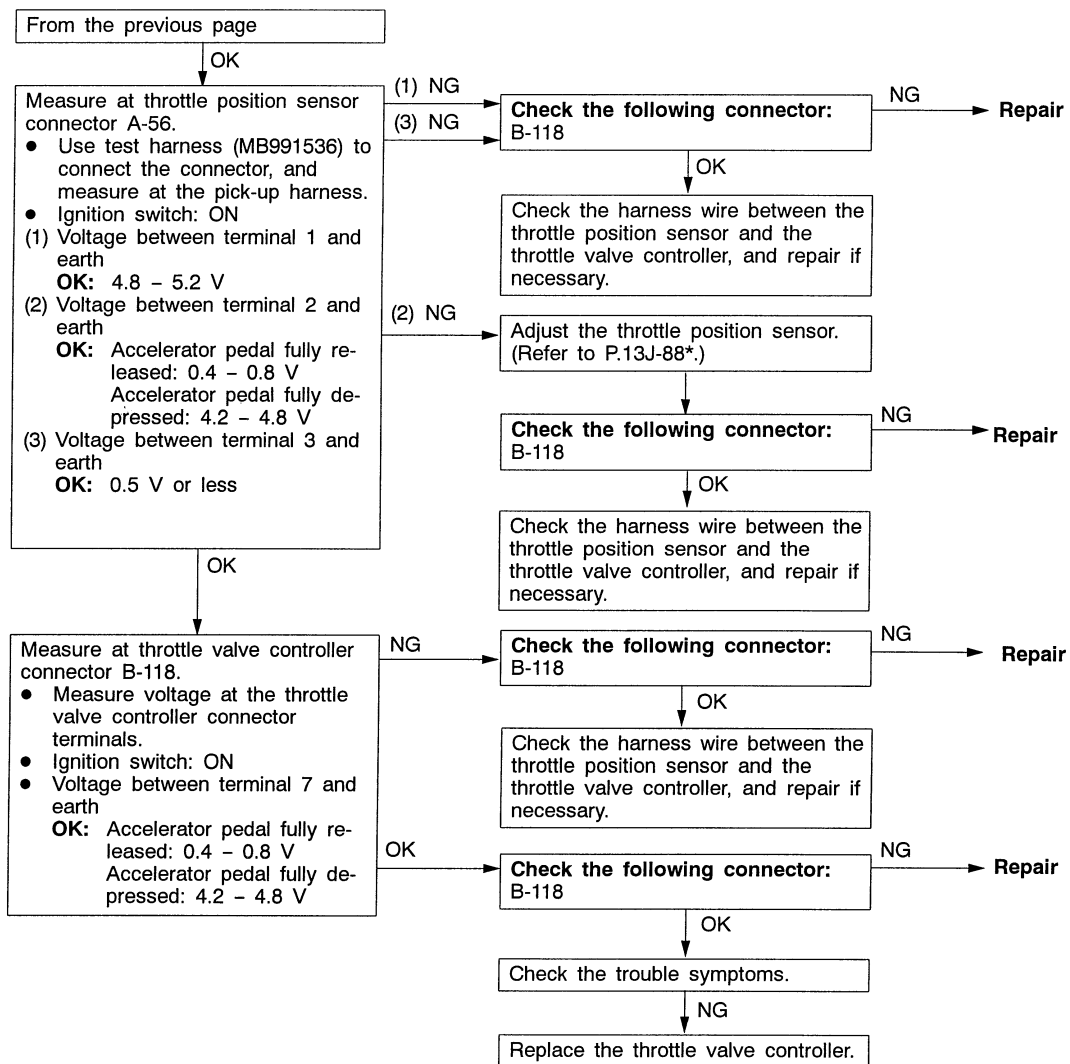 From the previous page
OK
Measure at throttle position sensor
connector A-56.
● Use test harness (MB991536) to
connect the connector, and
measure at the pick-up harness.
● Ignition switch: ON
(1) Voltage between terminal 1 and
earth
OK: 4.8 – 5.2 V
(2) Voltage between terminal 2 and
earth
OK: Accelerator pedal fully re-
leased: 0.4 – 0.8 V
Accelerator pedal fully de-
pressed: 4.2 – 4.8 V
(3) Voltage between terminal 3 and
earth
OK: 0.5 V or less
(1) NG
(3) NG
Check the following connector:
B-118
NG
Repair
OK
Check the harness wire between the
throttle position sensor and the
throttle valve controller, and repair if
necessary.
(2) NG
Adjust the throttle position sensor.
(Refer to P.13J-88*.)
Check the following connector:
B-118
NG
Repair
OK
Check the harness wire between the
throttle position sensor and the
throttle valve controller, and repair if
necessary.
OK
Measure at throttle valve controller
connector B-118.
● Measure voltage at the throttle
valve controller connector
terminals.
● Ignition switch: ON
● Voltage between terminal 7 and
earth
OK: Accelerator pedal fully re-
leased: 0.4 – 0.8 V
Accelerator pedal fully de-
pressed: 4.2 – 4.8 V
NG
Check the following connector:
B-118
NG
Repair
OK
Check the harness wire between the
throttle position sensor and the
throttle valve controller, and repair if
necessary.
OK
Check the following connector:
B-118
NG
Repair
OK
Check the trouble symptoms.
NG
Replace the throttle valve controller.